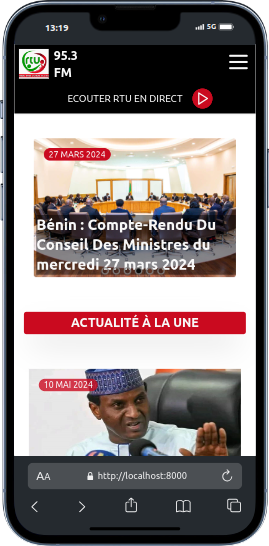 13:19
5G
rtu
95.3
FM
ECOUTER RTU EN DIRECT
27 MARS 2024
Bénin : Compte-Rendu Du
Conseil Des Ministres du
mercredi 27 mars 2024
ACTUALITÉ À LA UNE
10 MAI 2024
AA
http://localhost:8000